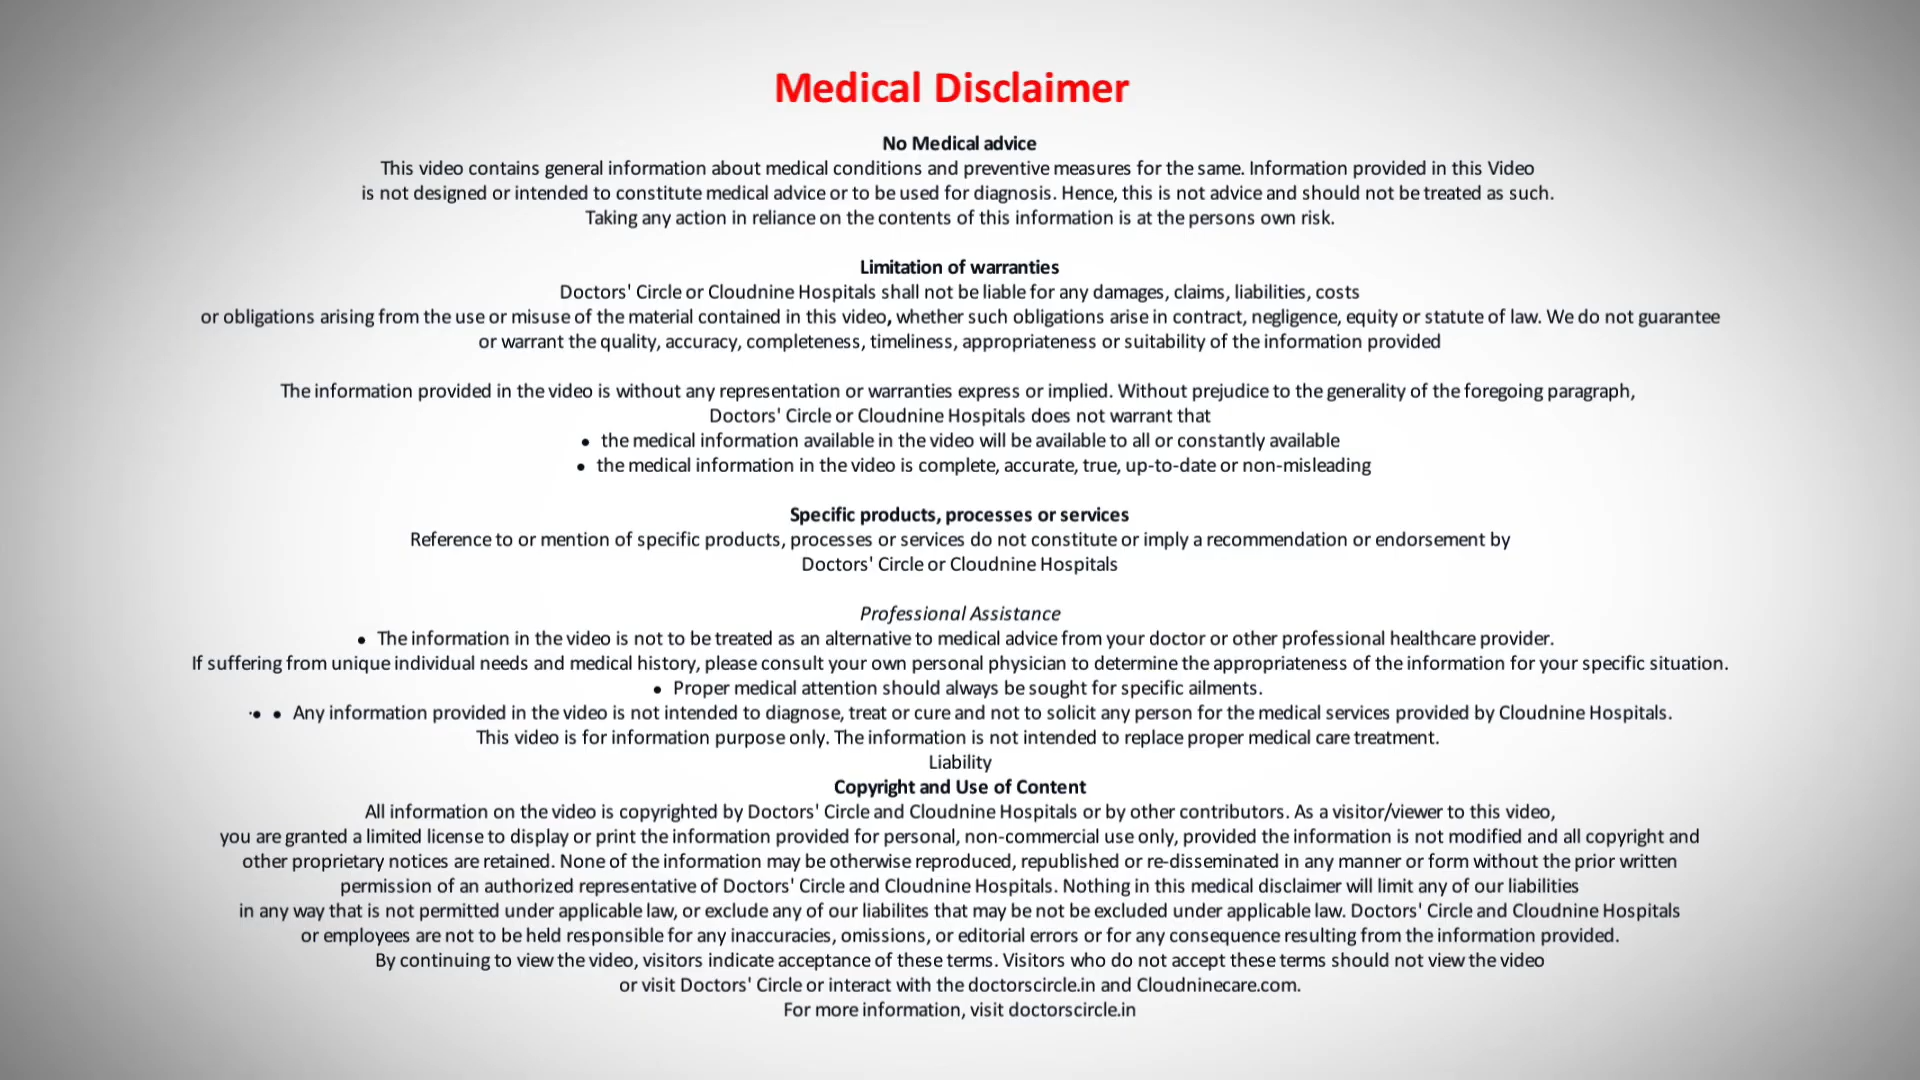 Medical Disclaimer
No Medical advice
This video contains general information about medical conditions and preventive measures for the same. Information provided in this Video
is not designed or intended to constitute medical advice or to be used for diagnosis. Hence, this is not advice and should not be treated as such.
Taking any action in reliance on the contents of this information is at the persons own risk.
Limitation of warranties
Doctors' Circle or Cloudnine Hospitals shall not be liable for any damages, claims, liabilities, costs
or obligations arising from the use or misuse of the material contained in this video, whether such obligations arise in contract, negligence, equity or statute of law. We do not guarantee
or warrant the quality, accuracy, completeness, timeliness, appropriateness or suitability of the information provided
The information provided in the video is without any representation or warranties express or implied. Without prejudice to the generality of the foregoing paragraph,
Doctors' Circle or Cloudnine Hospitals does not warrant that
• the medical information available in the video will be available to all or constantly available
• the medical information in the video is complete, accurate, true, up-to-date or non-misleading
Specific products, processes or services
Reference to or mention of specific products, processes or services do not constitute or imply a recommendation or endorsement by
Doctors' Circle or Cloudnine Hospitals
Professional Assistance
• The information in the video is not to be treated as an alternative to medical advice from your doctor or other professional healthcare provider.
If suffering from unique individual needs and medical history, please consult your own personal physician to determine the appropriateness of the information for your specific situation.
• Proper medical attention should always be sought for specific ailments.
·• • Any information provided in the video is not intended to diagnose, treat or cure and not to solicit any person for the medical services provided by Cloudnine Hospitals.
This video is for information purpose only. The information is not intended to replace proper medical care treatment.
Liability
Copyright and Use of Content
All information on the video is copyrighted by Doctors' Circle and Cloudnine Hospitals or by other contributors. As a visitor/viewer to this video,
you are granted a limited license to display or print the information provided for personal, non-commercial use only, provided the information is not modified and all copyright and
other proprietary notices are retained. None of the information may be otherwise reproduced, republished or re-disseminated in any manner or form without the prior written
permission of an authorized representative of Doctors' Circle and Cloudnine Hospitals. Nothing in this medical disclaimer will limit any of our liabilities
in any way that is not permitted under applicable law, or exclude any of our liabilites that may be not be excluded under applicable law. Doctors' Circle and Cloudnine Hospitals
or employees are not to be held responsible for any inaccuracies, omissions, or editorial errors or for any consequence resulting from the information provided.
By continuing to view the video, visitors indicate acceptance of these terms. Visitors who do not accept these terms should not view the video
or visit Doctors' Circle or interact with the doctorscircle.in and Cloudninecare.com.
For more information, visit doctorscircle.in